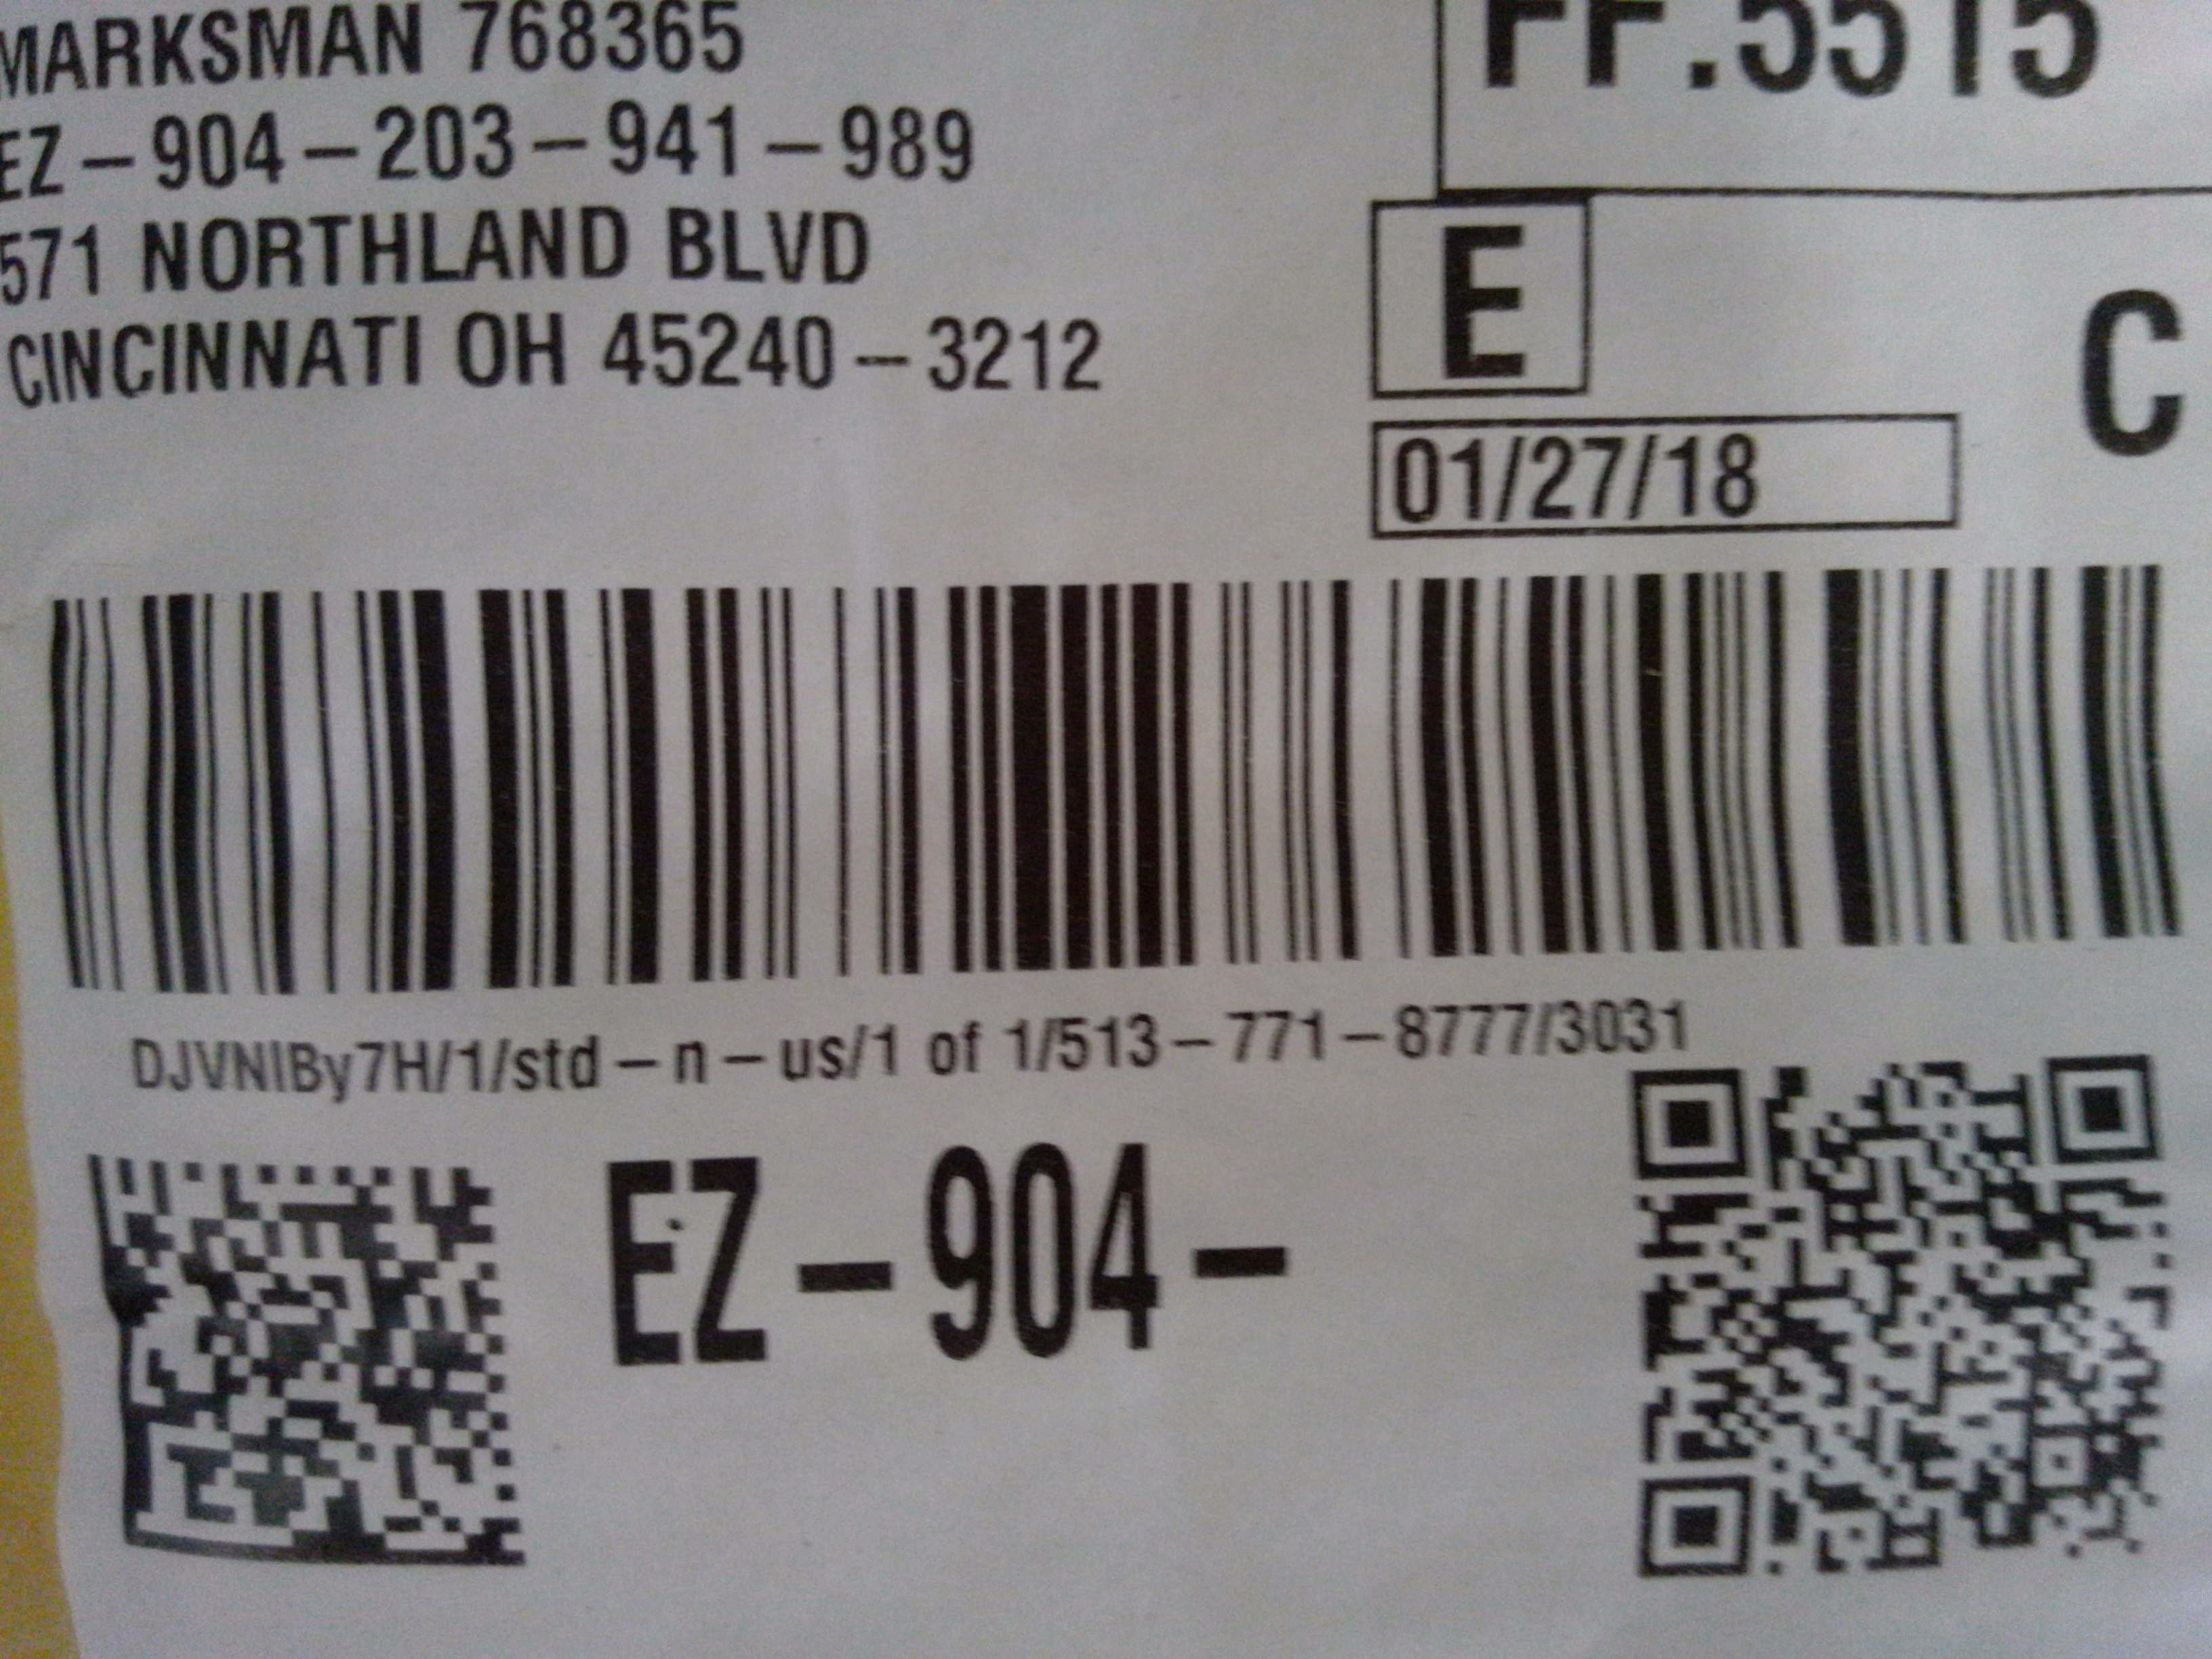 MARKSMAN 768365
EZ-904-203-941-989
571 NORTHLAND BLVD
CINCINNATI OH 45240-3212
FF.5515
E
C
01/27/18
DJVNIBy7H/1/std-n-us/1 of 1/513-771-8777/3031
EZ-904-